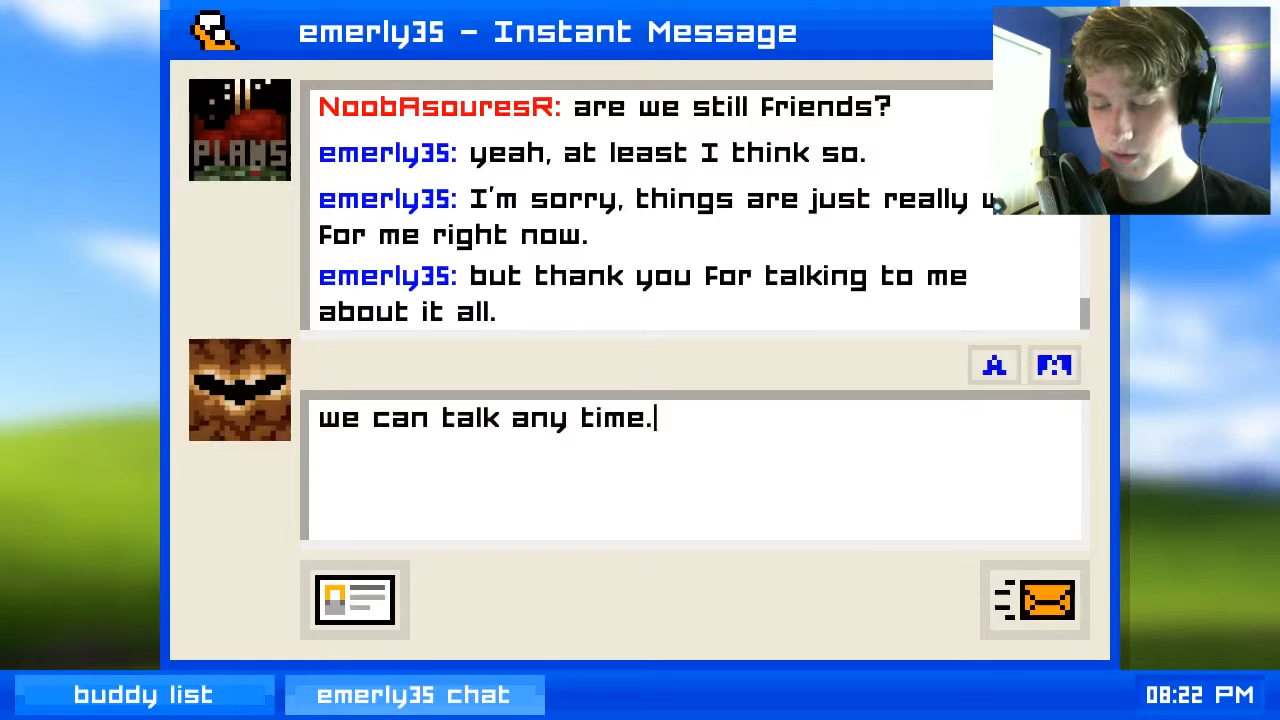 emerly35 - Instant Message
NoobAsouresR: are we still friends?
emerly35: yeah, at least I think so.
emerly35: I'm sorry, things are just really
for me right now.
emerly35: but thank you for talking to me
about it all.
PLANS
A
we can talk any time.
buddy list
emerly35 chat
08:22 PM